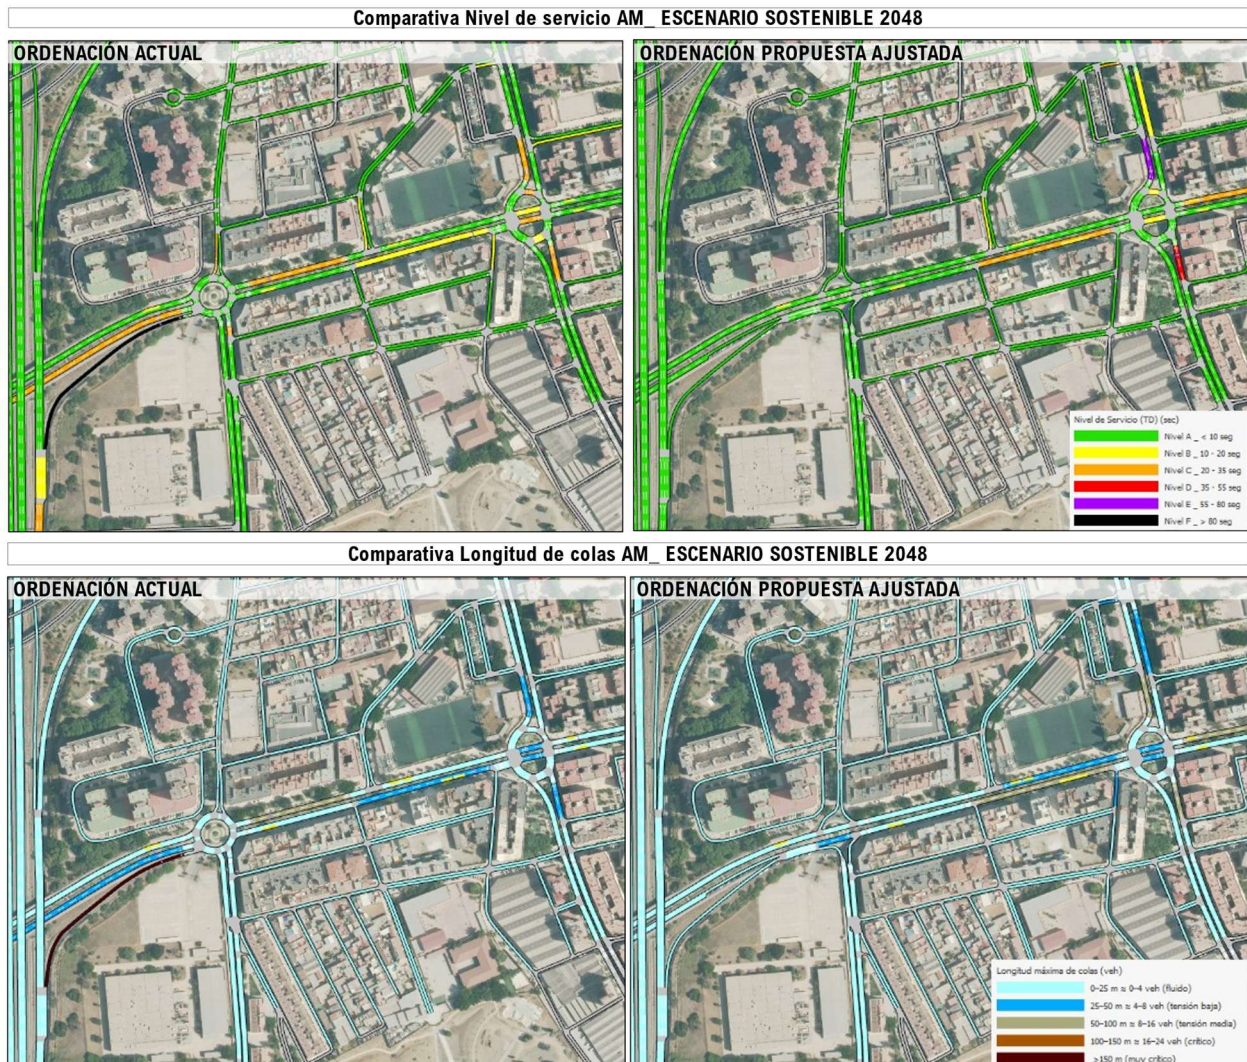 Comparativa Nivel de servicio AM_ ESCENARIO SOSTENIBLE 2048
ORDENACIÓN ACTUAL
ORDENACIÓN PROPUESTA AJUSTADA
Nivel de Servicio (TD) (sec)
Nivel A _ < 10 seg
Nivel B _ 10 - 20 seg
Nivel C _ 20 - 35 seg
Nivel D _ 35 - 55 seg
Nivel E _ 55 - 80 seg
Nivel F _ > 80 seg
Comparativa Longitud de colas AM_ ESCENARIO SOSTENIBLE 2048
ORDENACIÓN ACTUAL
ORDENACIÓN PROPUESTA AJUSTADA
Longitud máxima de colas (veh)
0–25 m ≈ 0–4 veh (fluido)
25–50 m ≈ 4–8 veh (tensión baja)
50–100 m ≈ 8–16 veh (tensión media)
100–150 m ≈ 16–24 veh (crítico)
>150 m (muy crítico)